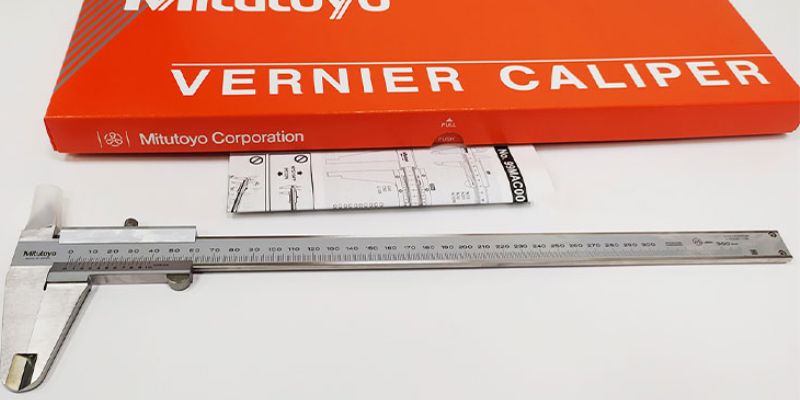 Mitutoyo
VERNIER CALIPER
Mitutoyo Corporation
PULL
PUSH
No. 99MAC00
Mitutoyo
0 10 20 30 40 50 60 70 80 90 100 110 120 130 140 150 160 170 180 190 200 210 220 230 240 250 260 270 280 290 300